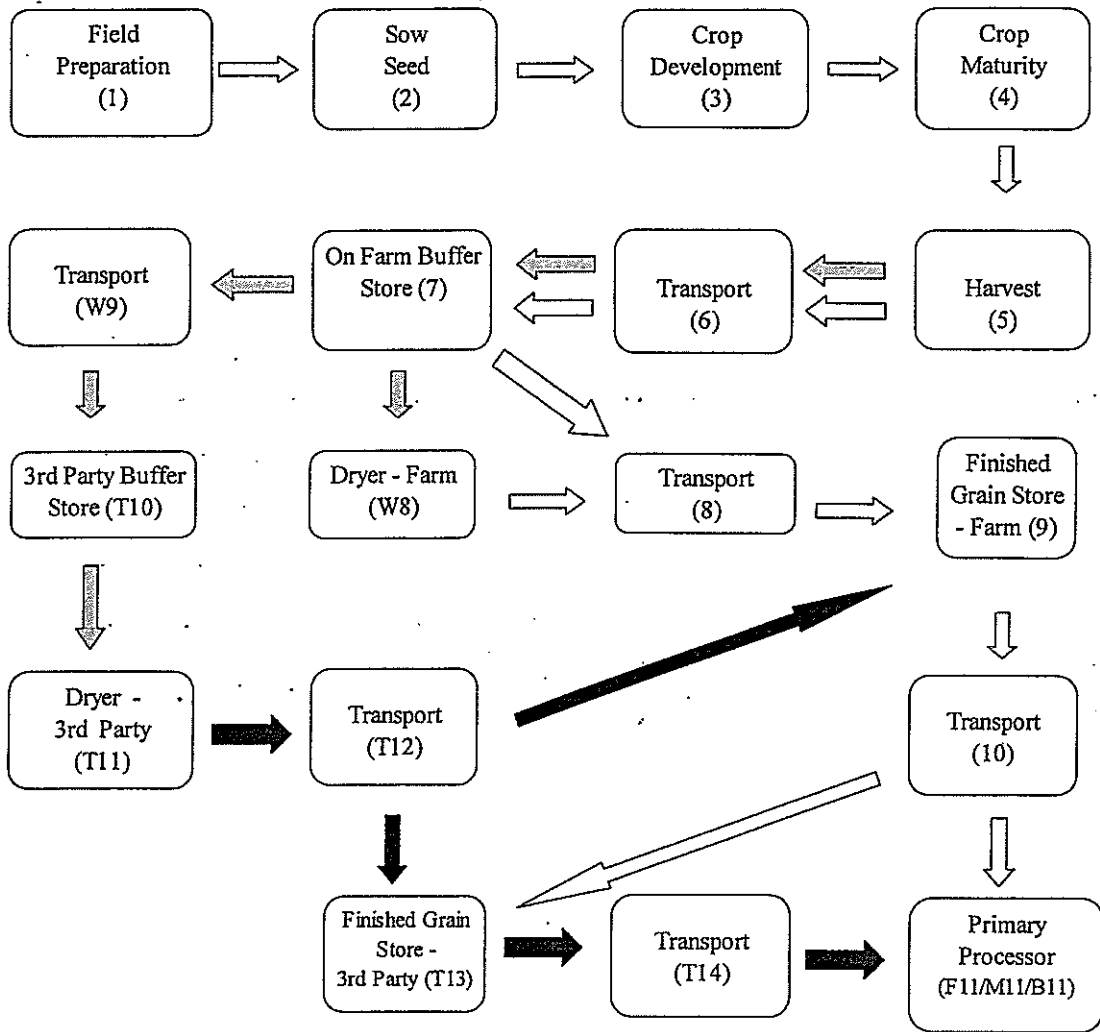 Field
Preparation
(1)
Sow
Seed
(2)
Crop
Development
(3)
Crop
Maturity
(4)
Transport
(W9)
On Farm Buffer
Store (7)
Transport
(6)
Harvest
(5)
3rd Party Buffer
Store (T10)
Dryer - Farm
(W8)
Transport
(8)
Finished
Grain Store
- Farm (9)
Dryer -
3rd Party
(T11)
Transport
(T12)
Transport
(10)
Finished Grain
Store -
3rd Party (T13)
Transport
(T14)
Primary
Processor
(F11/M11/B11)